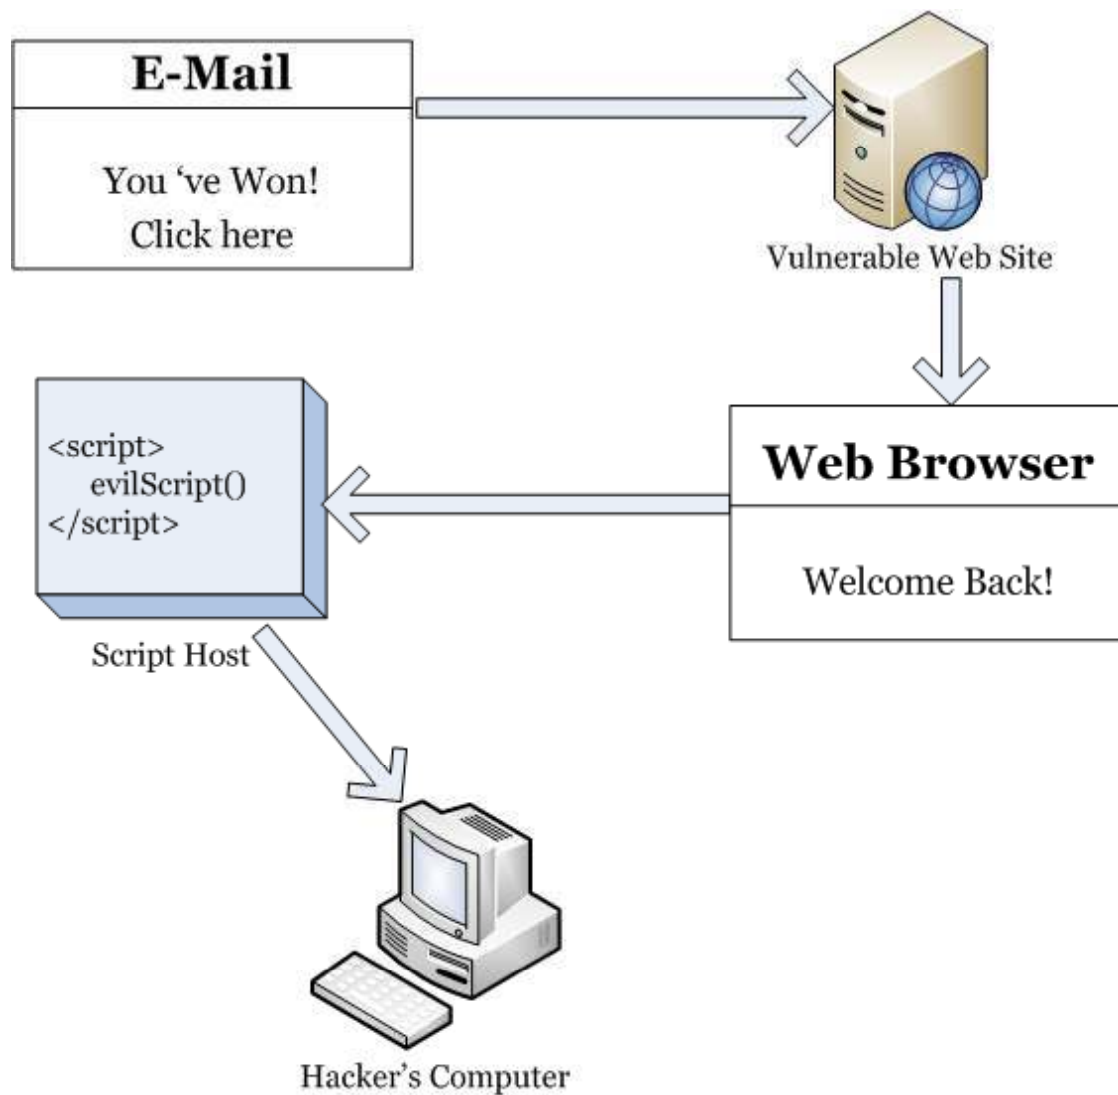 E-Mail
You ‘ve Won!
Click here
Vulnerable Web Site
<script>
evilScript()
</script>
Script Host
Web Browser
Welcome Back!
Hacker’s Computer